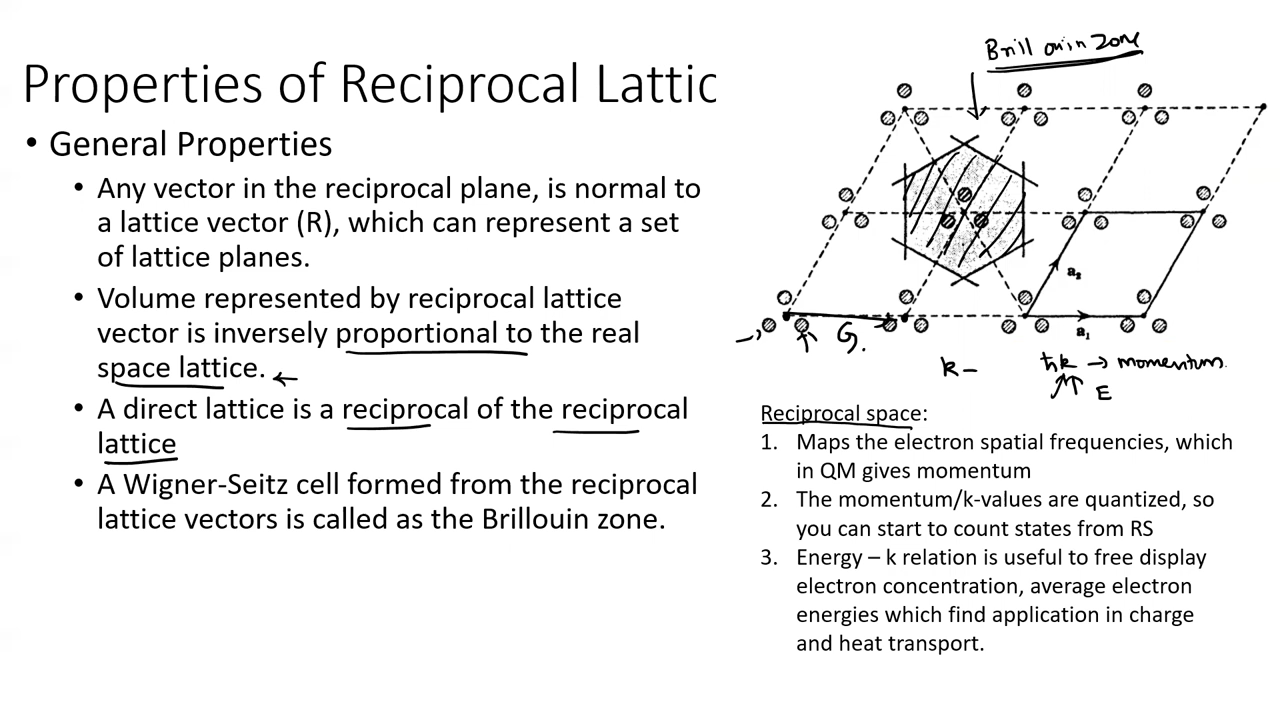 Properties of Reciprocal Lattic
• General Properties
• Any vector in the reciprocal plane, is normal to
a lattice vector (R), which can represent a set
of lattice planes.
• Volume represented by reciprocal lattice
vector is inversely proportional to the real
space lattice. ←
• A direct lattice is a reciprocal of the reciprocal
lattice
• A Wigner-Seitz cell formed from the reciprocal
lattice vectors is called as the Brillouin zone.
Brillouin Zone
a₂
a₁
G.
k –
ħk → momentum.
E
Reciprocal space:
1. Maps the electron spatial frequencies, which
in QM gives momentum
2. The momentum/k-values are quantized, so
you can start to count states from RS
3. Energy – k relation is useful to free display
electron concentration, average electron
energies which find application in charge
and heat transport.